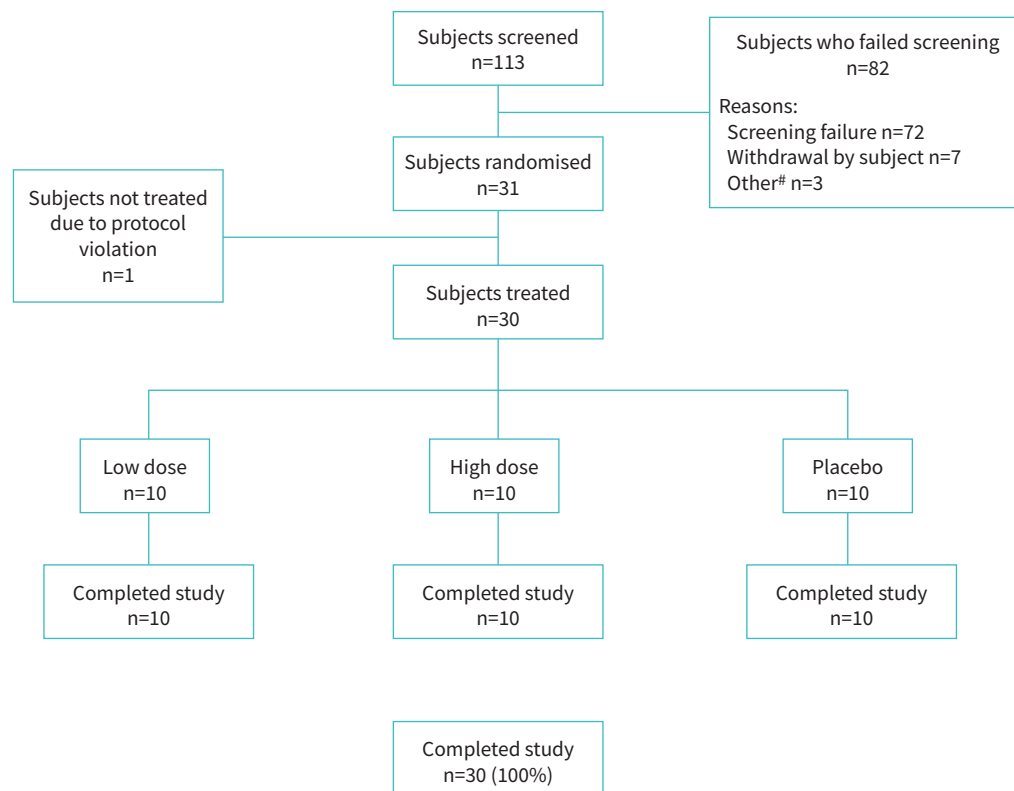 Subjects screened
n=113
Subjects who failed screening
n=82
Reasons:
Screening failure n=72
Withdrawal by subject n=7
Other# n=3
Subjects randomised
n=31
Subjects not treated
due to protocol
violation
n=1
Subjects treated
n=30
Low dose
n=10
High dose
n=10
Placebo
n=10
Completed study
n=10
Completed study
n=10
Completed study
n=10
Completed study
n=30 (100%)